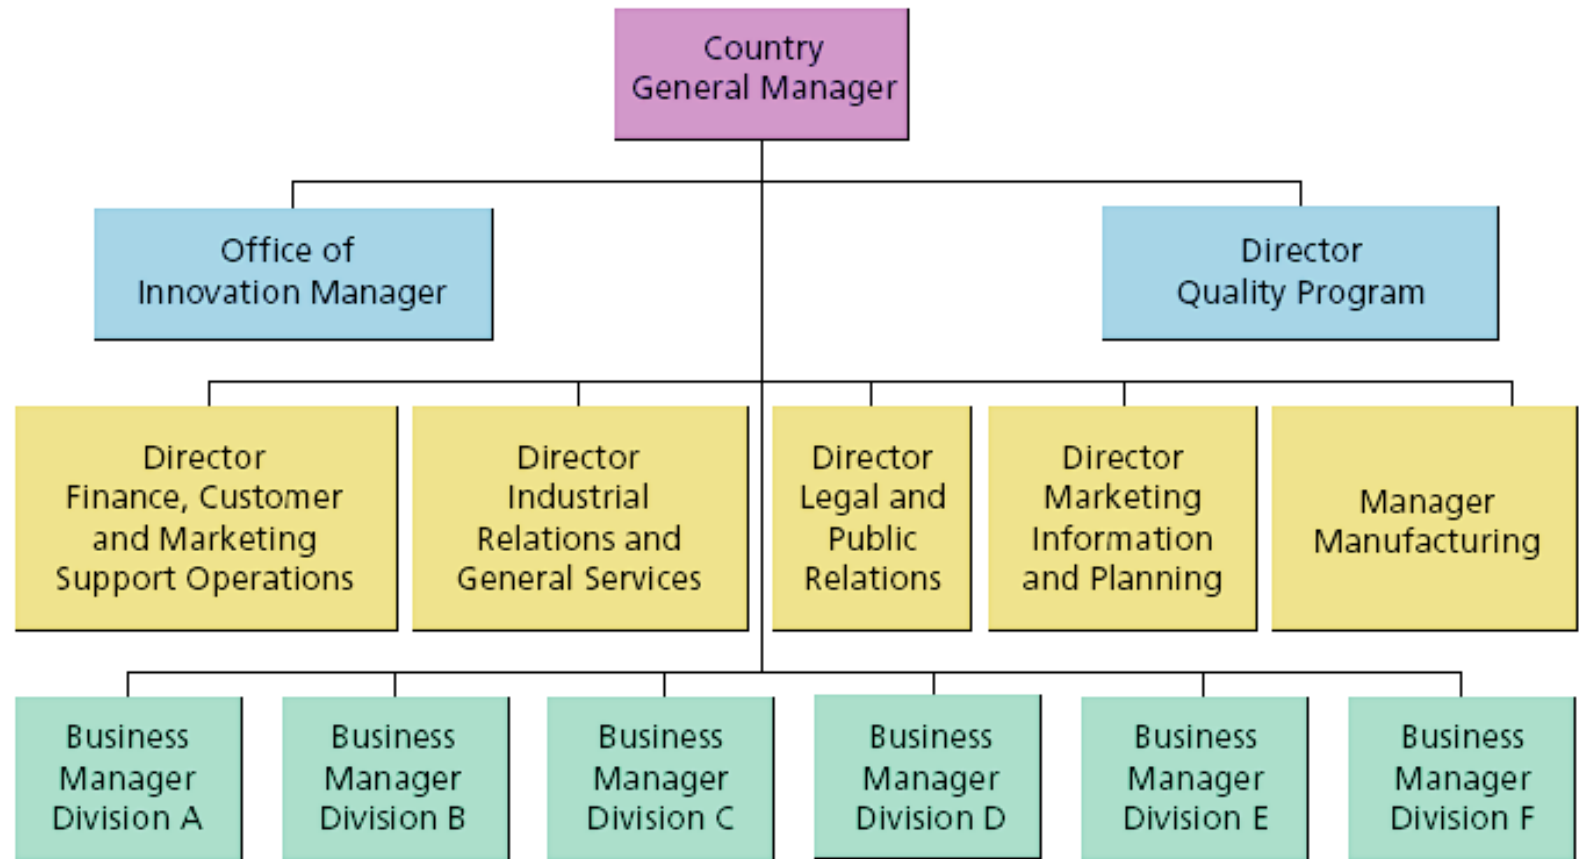 Country
General Manager
Office of
Innovation Manager
Director
Quality Program
Director
Finance, Customer
and Marketing
Support Operations
Director
Industrial
Relations and
General Services
Director
Legal and
Public
Relations
Director
Marketing
Information
and Planning
Manager
Manufacturing
Business
Manager
Division A
Business
Manager
Division B
Business
Manager
Division C
Business
Manager
Division D
Business
Manager
Division E
Business
Manager
Division F